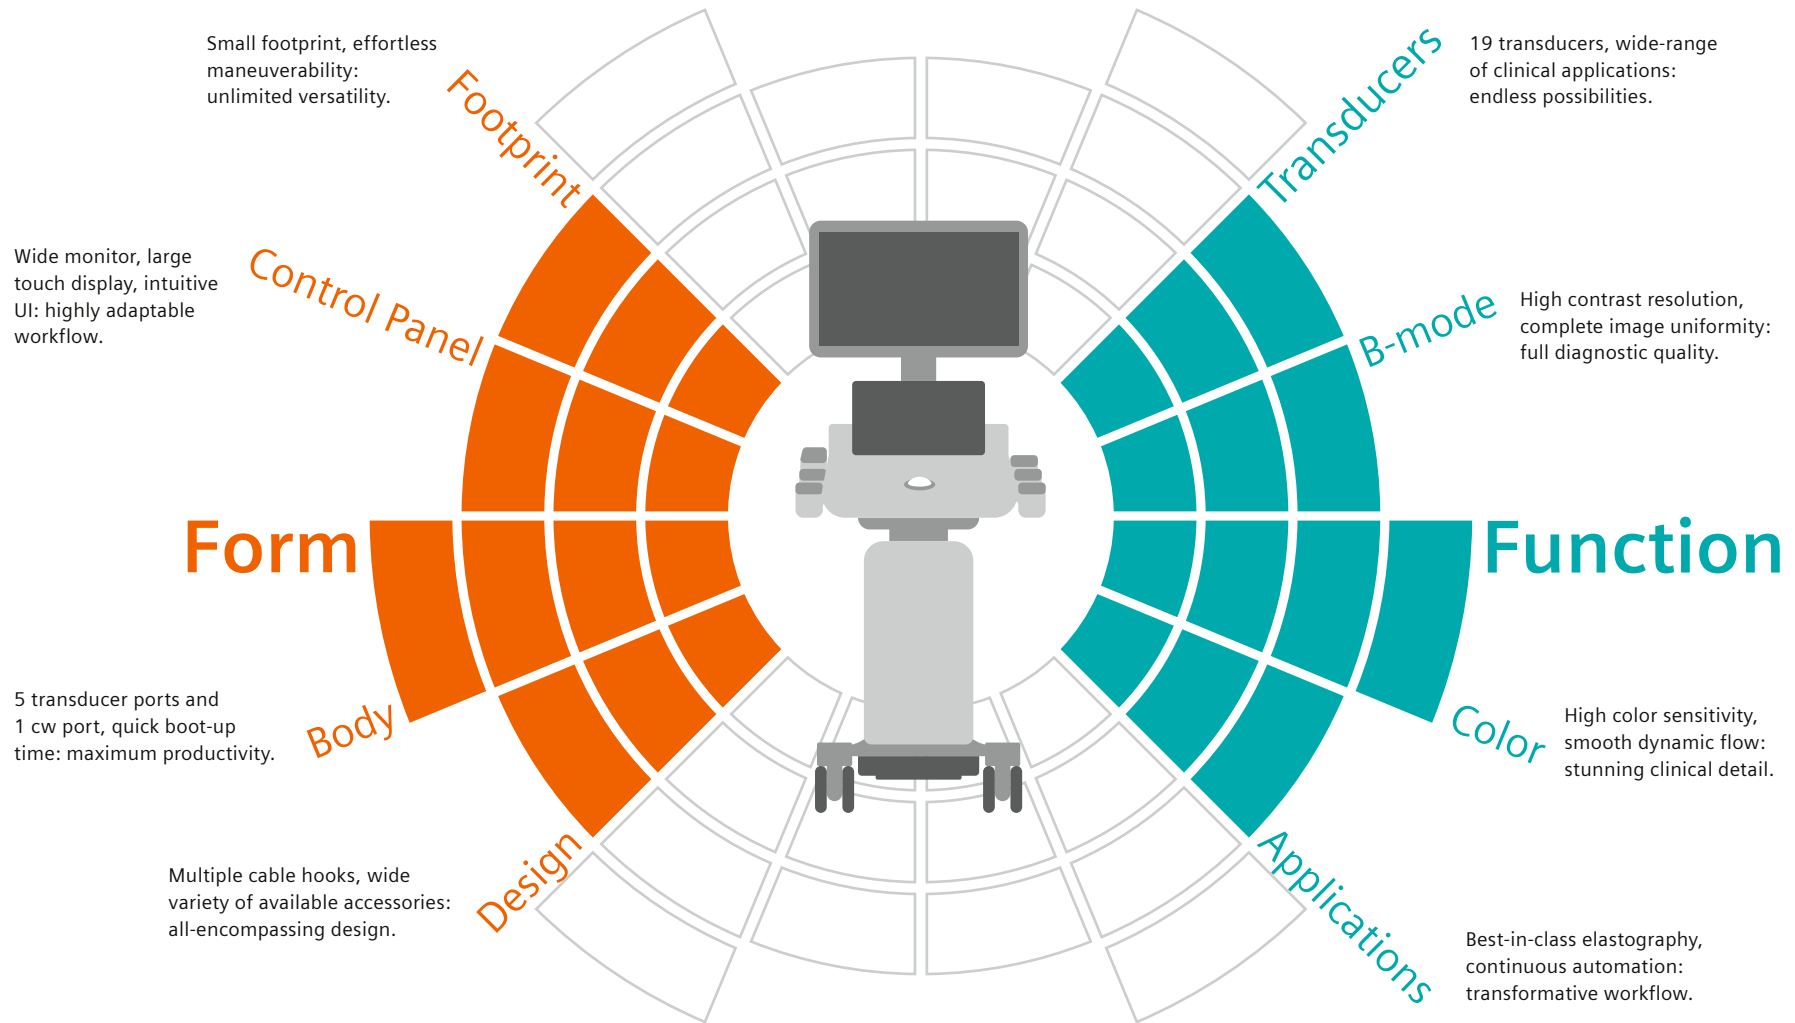 Small footprint, effortless
maneuverability:
unlimited versatility.
Footprint
Wide monitor, large
touch display, intuitive
UI: highly adaptable
workflow.
Control Panel
Form
5 transducer ports and
1 cw port, quick boot-up
time: maximum productivity.
Body
Multiple cable hooks, wide
variety of available accessories:
all-encompassing design.
Design
Transducers
19 transducers, wide-range
of clinical applications:
endless possibilities.
B-mode
High contrast resolution,
complete image uniformity:
full diagnostic quality.
Function
Color
High color sensitivity,
smooth dynamic flow:
stunning clinical detail.
Applications
Best-in-class elastography,
continuous automation:
transformative workflow.